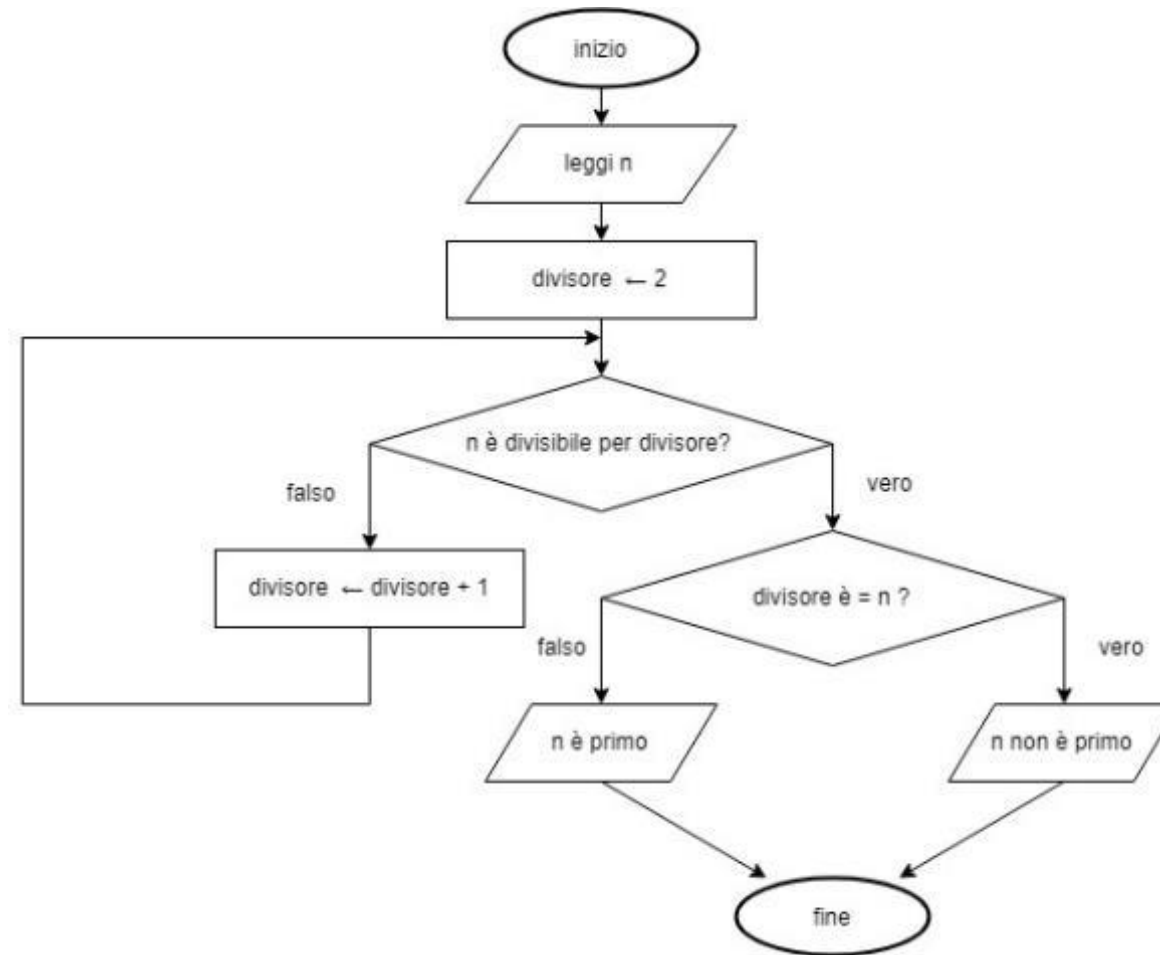 inizio
leggi n
divisore ← 2
n è divisibile per divisore?
falso
vero
divisore ← divisore + 1
divisore è = n ?
falso
vero
n è primo
n non è primo
fine